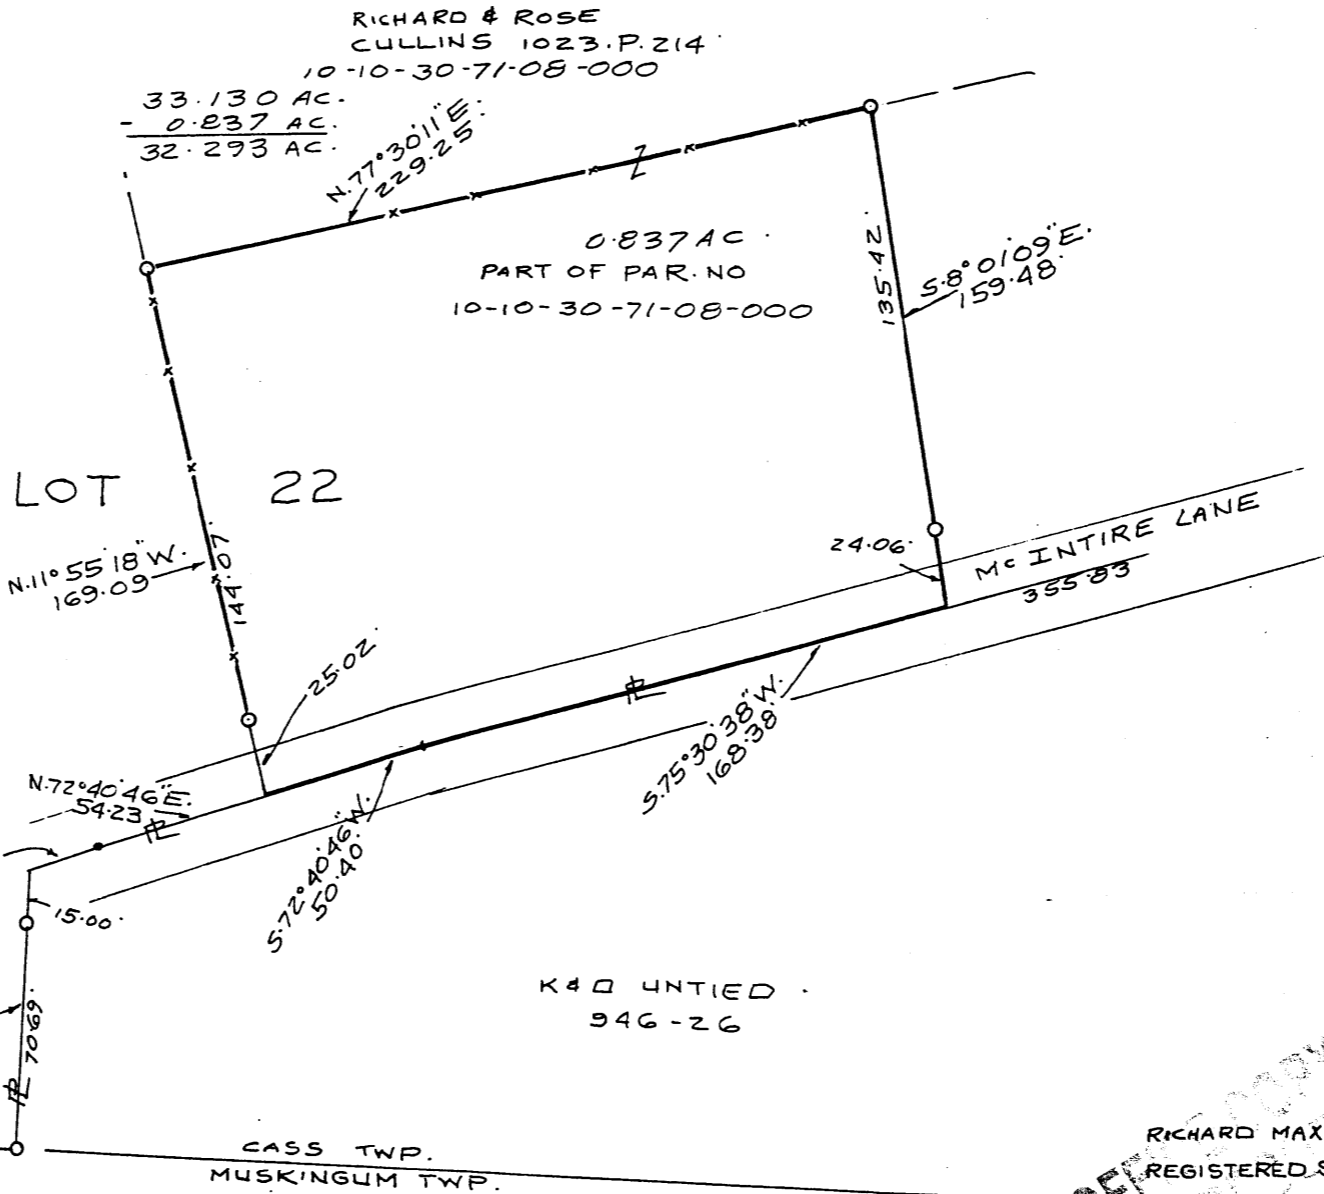 RICHARD & ROSE
CULLINS 1023.P.214
10-10-30-71-08-000
33.130 AC.
- 0.837 AC.
32.293 AC.
N.77°30'11"E.
229.25'
0.837 AC.
PART OF PAR. NO
10-10-30-71-08-000
135.42'
S.8°01'09"E.
159.48'
LOT 22
N.11°55'18"W.
169.09
144.07'
24.06'
McINTIRE LANE
355.83
25.02'
N.72°40'46"E.
54.23
S.75°30'38"W.
168.38'
S.72°40'46"W.
50.40'
15.00'
70.69'
K & D UNTIED
946-26
CASS TWP.
MUSKINGUM TWP.
RICHARD MAX
REGISTERED S